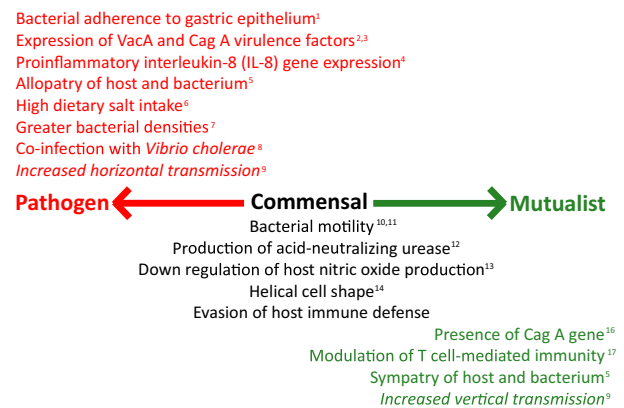 Bacterial adherence to gastric epithelium¹
Expression of VacA and Cag A virulence factors²,³
Proinflammatory interleukin-8 (IL-8) gene expression⁴
Allopatry of host and bacterium⁵
High dietary salt intake⁶
Greater bacterial densities⁷
Co-infection with Vibrio cholerae⁸
Increased horizontal transmission⁹
Pathogen Commensal Mutualist
Bacterial motility¹⁰,¹¹
Production of acid-neutralizing urease¹²
Down regulation of host nitric oxide production¹³
Helical cell shape¹⁴
Evasion of host immune defense
Presence of Cag A gene¹⁶
Modulation of T cell-mediated immunity¹⁷
Sympatry of host and bacterium⁵
Increased vertical transmission⁹